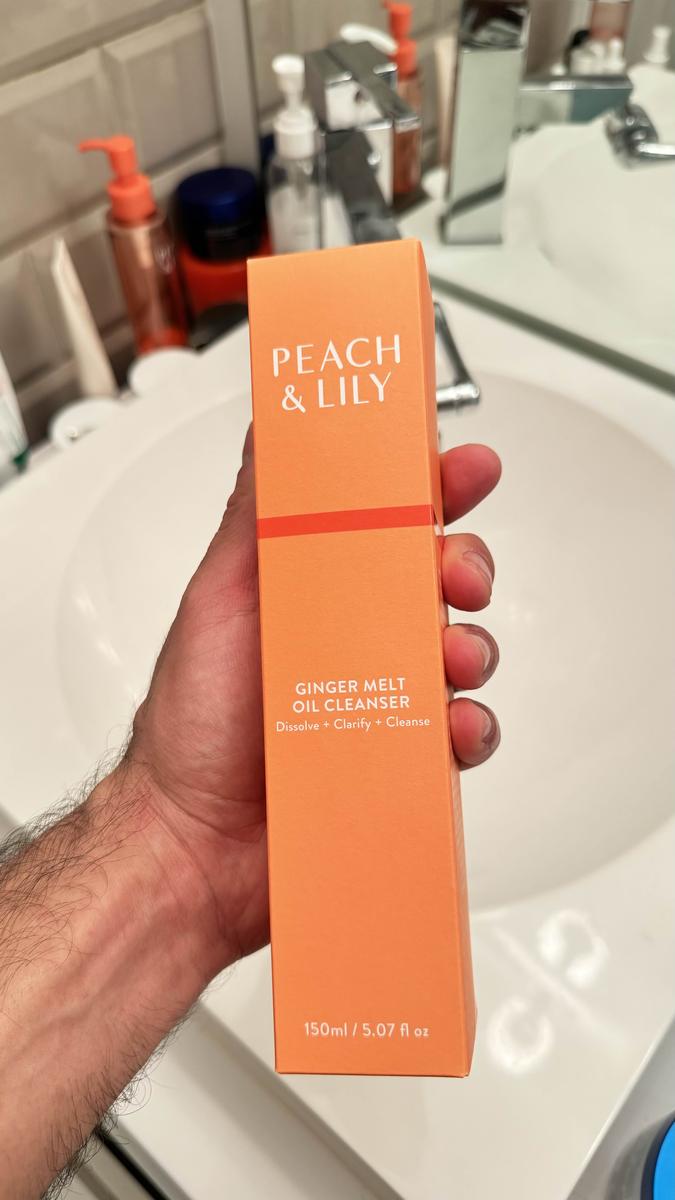 PEACH
& LILY
GINGER MELT
OIL CLEANSER
Dissolve + Clarify + Cleanse
150ml / 5.07 fl oz